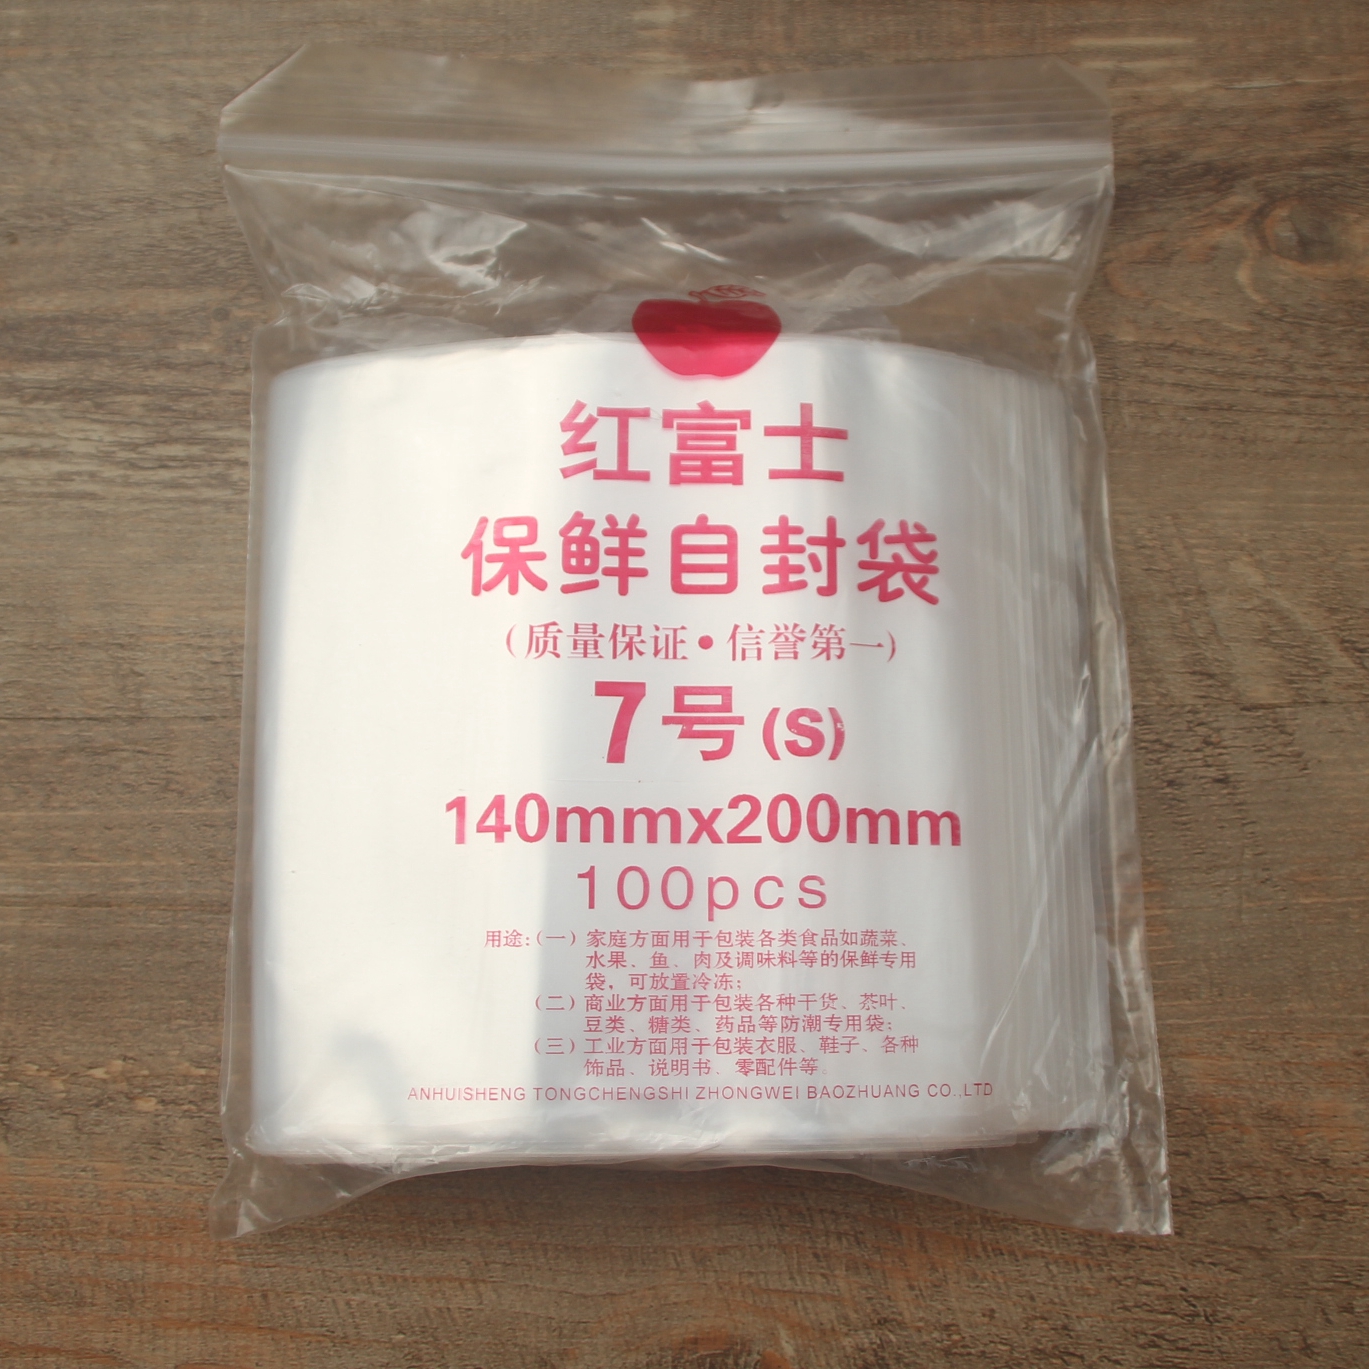 红富士
保鲜自封袋
(质量保证•信誉第一)
7号(S)
140mmx200mm
100pcs
用途:(一)家庭方面用于包装各类食品如蔬菜、
水果、鱼、肉及调味料等的保鲜专用
袋,可放置冷冻;
(二)商业方面用于包装各种干货、茶叶、
豆类、糖类、药品等防潮专用袋;
(三)工业方面用于包装衣服、鞋子、各种
饰品、说明书、零配件等。
ANHUISHENG TONGCHENGSHI ZHONGWEI BAOZHUANG CO.,LTD